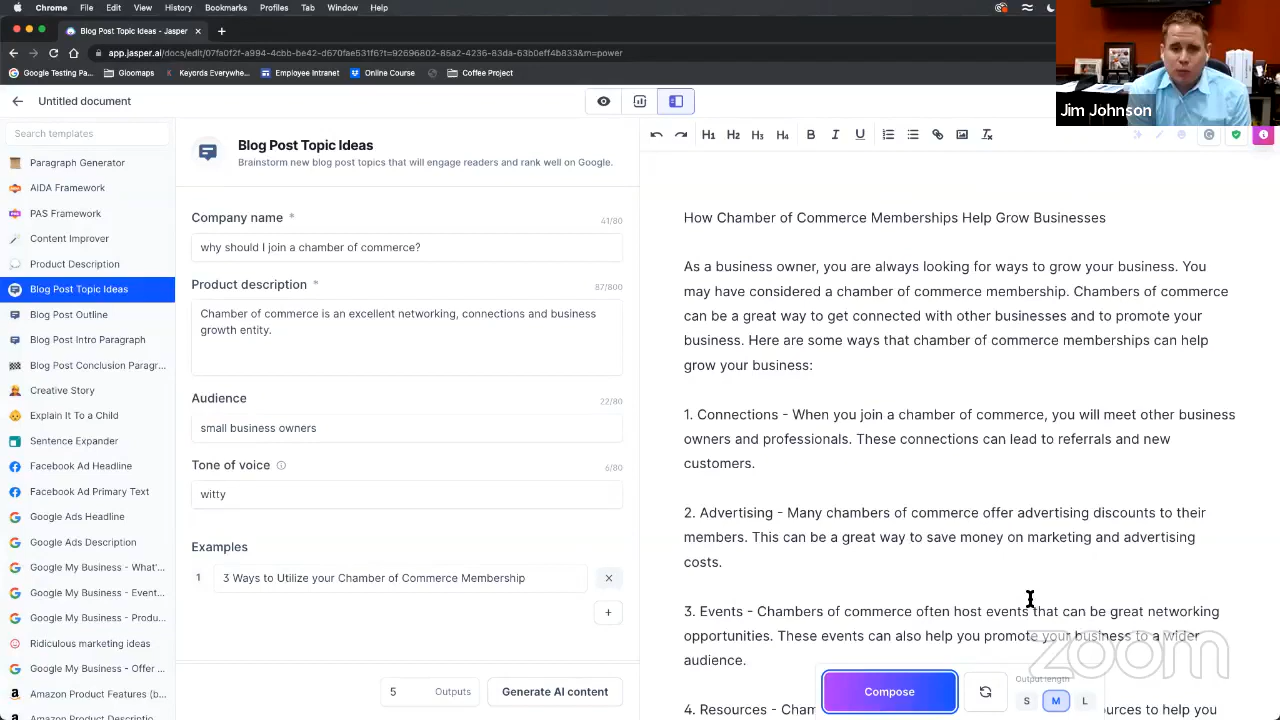 Chrome File Edit View History Bookmarks Profiles Tab Window Help
Blog Post Topic Ideas - Jasper
app.jasper.ai/docs/edit/07fa0f2f-a994-4cbb-be42-d670fae531f6?t=92696802-85a2-4236-83da-63b0eff4b833&m=power
Google Testing Pa... Gloomaps Keyords Everywhe... Employee Intranet Online Course Coffee Project
Untitled document
Jim Johnson
Search templates
Paragraph Generator
AIDA Framework
PAS Framework
Content Improver
Product Description
Blog Post Topic Ideas
Blog Post Outline
Blog Post Intro Paragraph
Blog Post Conclusion Paragr...
Creative Story
Explain It To a Child
Sentence Expander
Facebook Ad Headline
Facebook Ad Primary Text
Google Ads Headline
Google Ads Description
Google My Business - What'...
Google My Business - Event...
Google My Business - Produ...
Ridiculous marketing ideas
Google My Business - Offer ...
Amazon Product Features (b...
Blog Post Topic Ideas
Brainstorm new blog post topics that will engage readers and rank well on Google.
Company name *
41/80
why should I join a chamber of commerce?
Product description *
87/800
Chamber of commerce is an excellent networking, connections and business
growth entity.
Audience
22/80
small business owners
Tone of voice
6/80
witty
Examples
1 3 Ways to Utilize your Chamber of Commerce Membership
5 Outputs
Generate AI content
H1 H2 H3 H4 B I U
How Chamber of Commerce Memberships Help Grow Businesses
As a business owner, you are always looking for ways to grow your business. You
may have considered a chamber of commerce membership. Chambers of commerce
can be a great way to get connected with other businesses and to promote your
business. Here are some ways that chamber of commerce memberships can help
grow your business:
1. Connections - When you join a chamber of commerce, you will meet other business
owners and professionals. These connections can lead to referrals and new
customers.
2. Advertising - Many chambers of commerce offer advertising discounts to their
members. This can be a great way to save money on marketing and advertising
costs.
3. Events - Chambers of commerce often host events that can be great networking
opportunities. These events can also help you promote your business to a wider
audience.
4. Resources - Cham
to help you
Compose
Output length
S M L
zoom